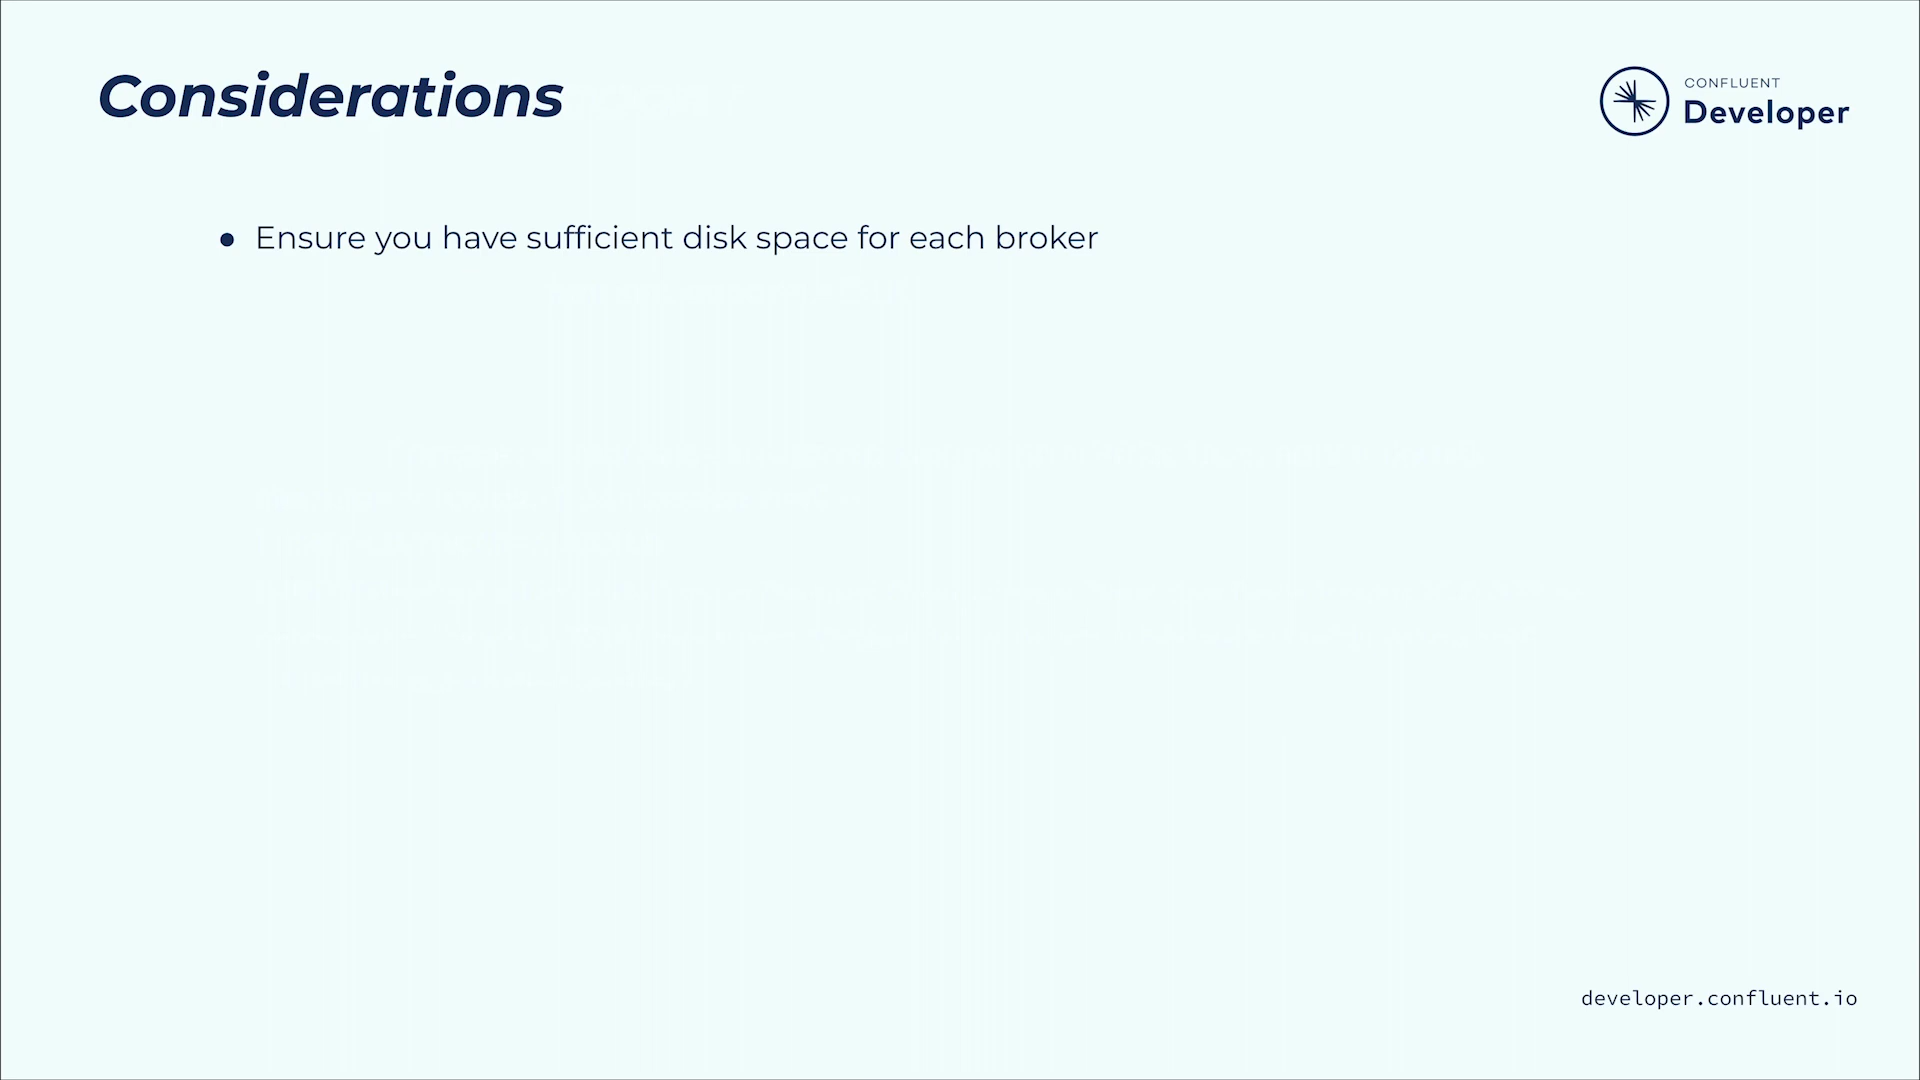 Considerations
CONFLUENT
Developer
● Ensure you have sufficient disk space for each broker
developer.confluent.io